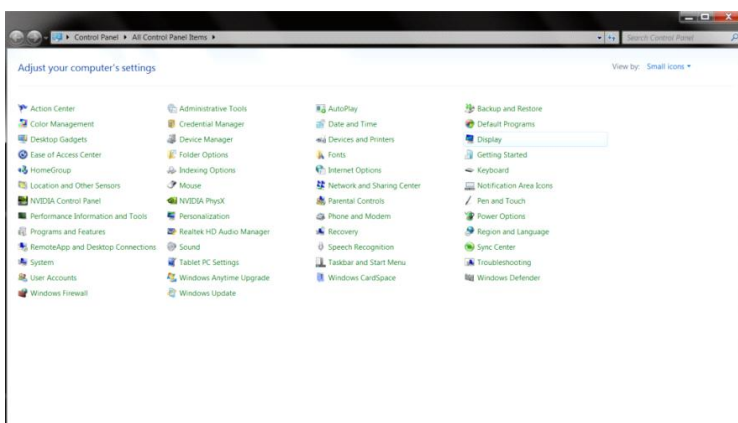 Control Panel ▸ All Control Panel Items ▸
Search Control Panel
Adjust your computer's settings
View by: Small icons
Action Center
Administrative Tools
AutoPlay
Backup and Restore
Color Management
Credential Manager
Date and Time
Default Programs
Desktop Gadgets
Device Manager
Devices and Printers
Display
Ease of Access Center
Folder Options
Fonts
Getting Started
HomeGroup
Indexing Options
Internet Options
Keyboard
Location and Other Sensors
Mouse
Network and Sharing Center
Notification Area Icons
NVIDIA Control Panel
NVIDIA PhysX
Parental Controls
Pen and Touch
Performance Information and Tools
Personalization
Phone and Modem
Power Options
Programs and Features
Realtek HD Audio Manager
Recovery
Region and Language
RemoteApp and Desktop Connections
Sound
Speech Recognition
Sync Center
System
Tablet PC Settings
Taskbar and Start Menu
Troubleshooting
User Accounts
Windows Anytime Upgrade
Windows CardSpace
Windows Defender
Windows Firewall
Windows Update